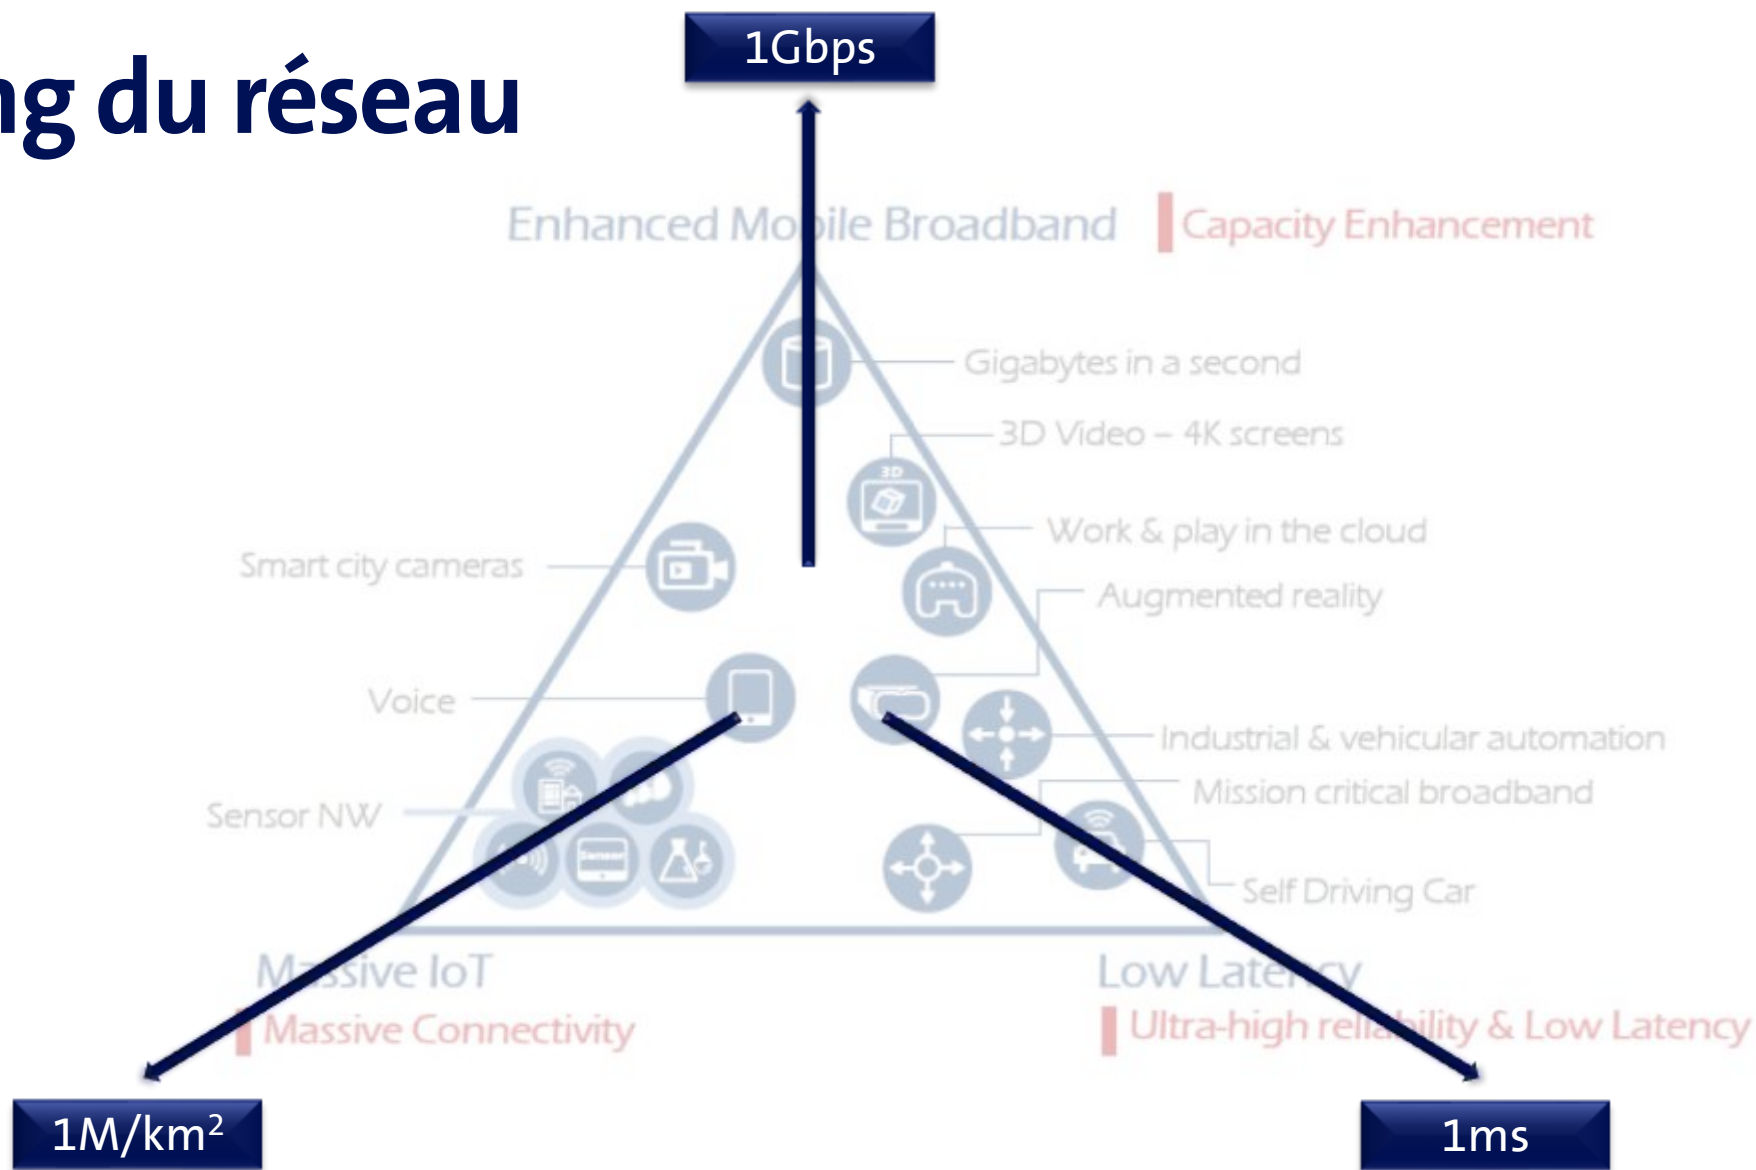 1Gbps
ng du réseau
Enhanced Mobile Broadband
Capacity Enhancement
Gigabytes in a second
3D Video – 4K screens
3D
Work & play in the cloud
Smart city cameras
Augmented reality
Voice
Industrial & vehicular automation
Mission critical broadband
Sensor NW
Sensor
Self Driving Car
Massive IoT
Low Latency
Massive Connectivity
Ultra-high reliability & Low Latency
1M/km²
1ms